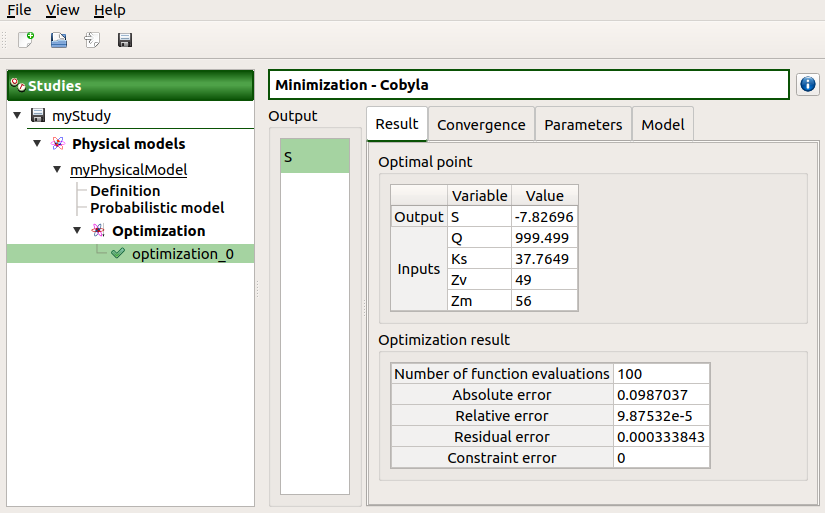 File View Help
Studies
myStudy
Physical models
myPhysicalModel
Definition
Probabilistic model
Optimization
optimization_0
Minimization - Cobyla
Output
S
Result Convergence Parameters Model
Optimal point
Variable Value
Output S -7.82696
Inputs
Q 999.499
Ks 37.7649
Zv 49
Zm 56
Optimization result
Number of function evaluations 100
Absolute error 0.0987037
Relative error 9.87532e-5
Residual error 0.000333843
Constraint error 0